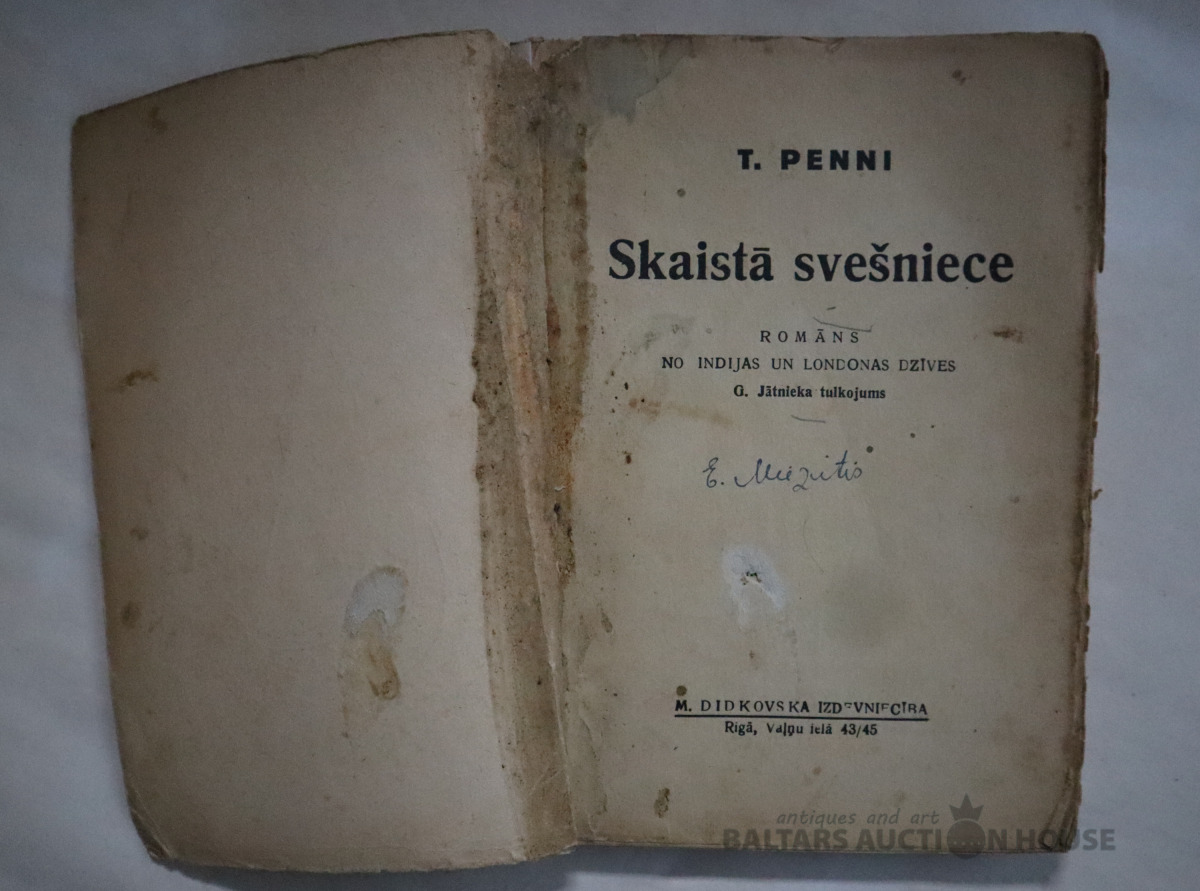 T. PENNI
Skaistā svešniece
ROMĀNS
NO INDIJAS UN LONDONAS DZĪVES
G. Jātnieka tulkojums
E. Miezitis
M. DIDKOVSKA IZDEVNIECĪBA
Rīgā, Vaļņu ielā 43/45
antiques and art
BALTARS AUCTION HOUSE